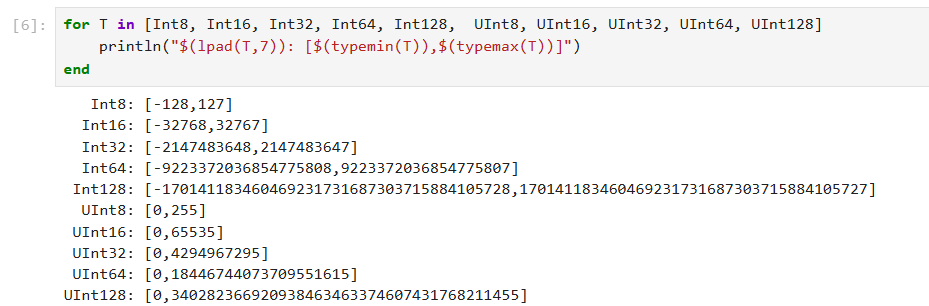 [6]: for T in [Int8, Int16, Int32, Int64, Int128,  UInt8, UInt16, UInt32, UInt64, UInt128]
    println("$(lpad(T,7)): [$(typemin(T)),$(typemax(T))]")
end
   Int8: [-128,127]
  Int16: [-32768,32767]
  Int32: [-2147483648,2147483647]
  Int64: [-9223372036854775808,9223372036854775807]
 Int128: [-170141183460469231731687303715884105728,170141183460469231731687303715884105727]
  UInt8: [0,255]
 UInt16: [0,65535]
 UInt32: [0,4294967295]
 UInt64: [0,18446744073709551615]
UInt128: [0,340282366920938463463374607431768211455]